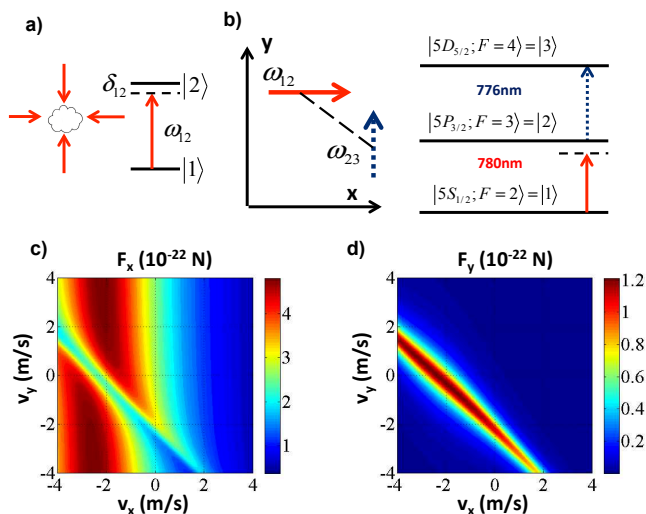 a)
δ₁₂
|2⟩
ω₁₂
|1⟩
b)
y
ω₁₂
ω₂₃
x
|5D₅/₂; F = 4⟩ = |3⟩
776nm
|5P₃/₂; F = 3⟩ = |2⟩
780nm
|5S₁/₂; F = 2⟩ = |1⟩
c)
Fₓ (10⁻²² N)
4
2
0
-2
-4
-4 -2 0 2 4
vᵧ (m/s)
vₓ (m/s)
4
3
2
1
d)
Fᵧ (10⁻²² N)
4
2
0
-2
-4
-4 -2 0 2 4
vᵧ (m/s)
vₓ (m/s)
1.2
1
0.8
0.6
0.4
0.2